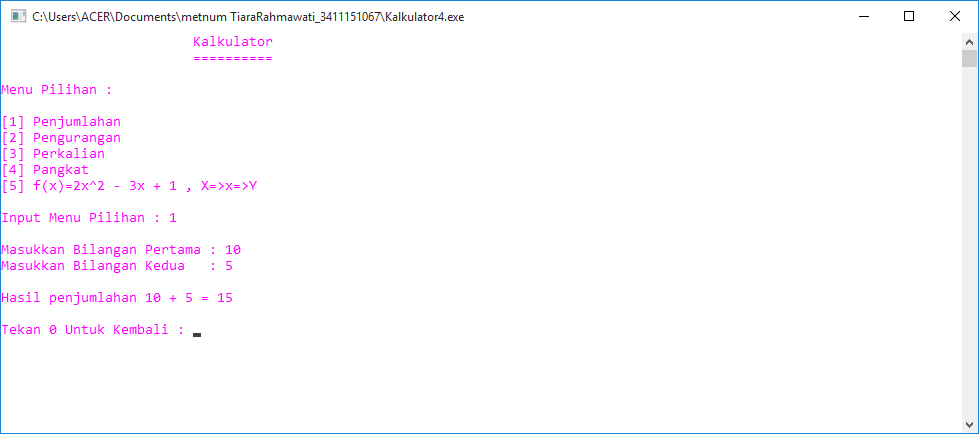 C:\Users\ACER\Documents\metnum TiaraRahmawati_3411151067\Kalkulator4.exe
Kalkulator
==========
Menu Pilihan :
[1] Penjumlahan
[2] Pengurangan
[3] Perkalian
[4] Pangkat
[5] f(x)=2x^2 - 3x + 1 , X=>x=>Y
Input Menu Pilihan : 1
Masukkan Bilangan Pertama : 10
Masukkan Bilangan Kedua   : 5
Hasil penjumlahan 10 + 5 = 15
Tekan 0 Untuk Kembali :